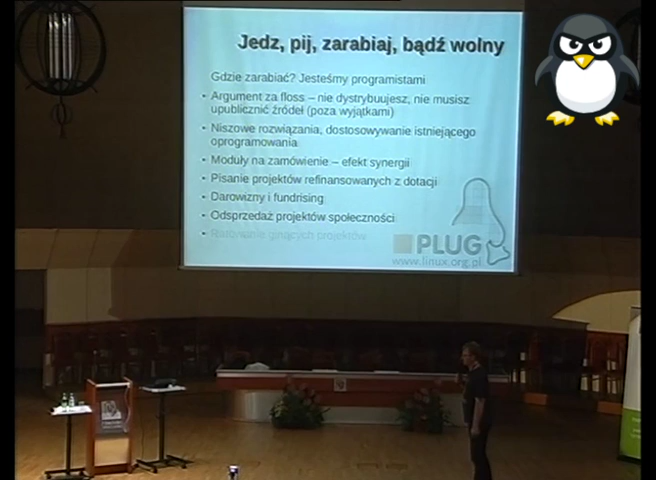 Jedz, pij, zarabiaj, bądź wolny
Gdzie zarabiać? Jesteśmy programistami
• Argument za floss – nie dystrybuujesz, nie musisz
upublicznić źródeł (poza wyjątkami)
• Niszowe rozwiązania, dostosowywanie istniejącego
oprogramowania
• Moduły na zamówienie – efekt synergii
• Pisanie projektów refinansowanych z dotacji
• Darowizny i fundrising
• Odsprzedaż projektów społeczności
• Ratowanie ginących projektów
PLUG
www.linux.org.pl